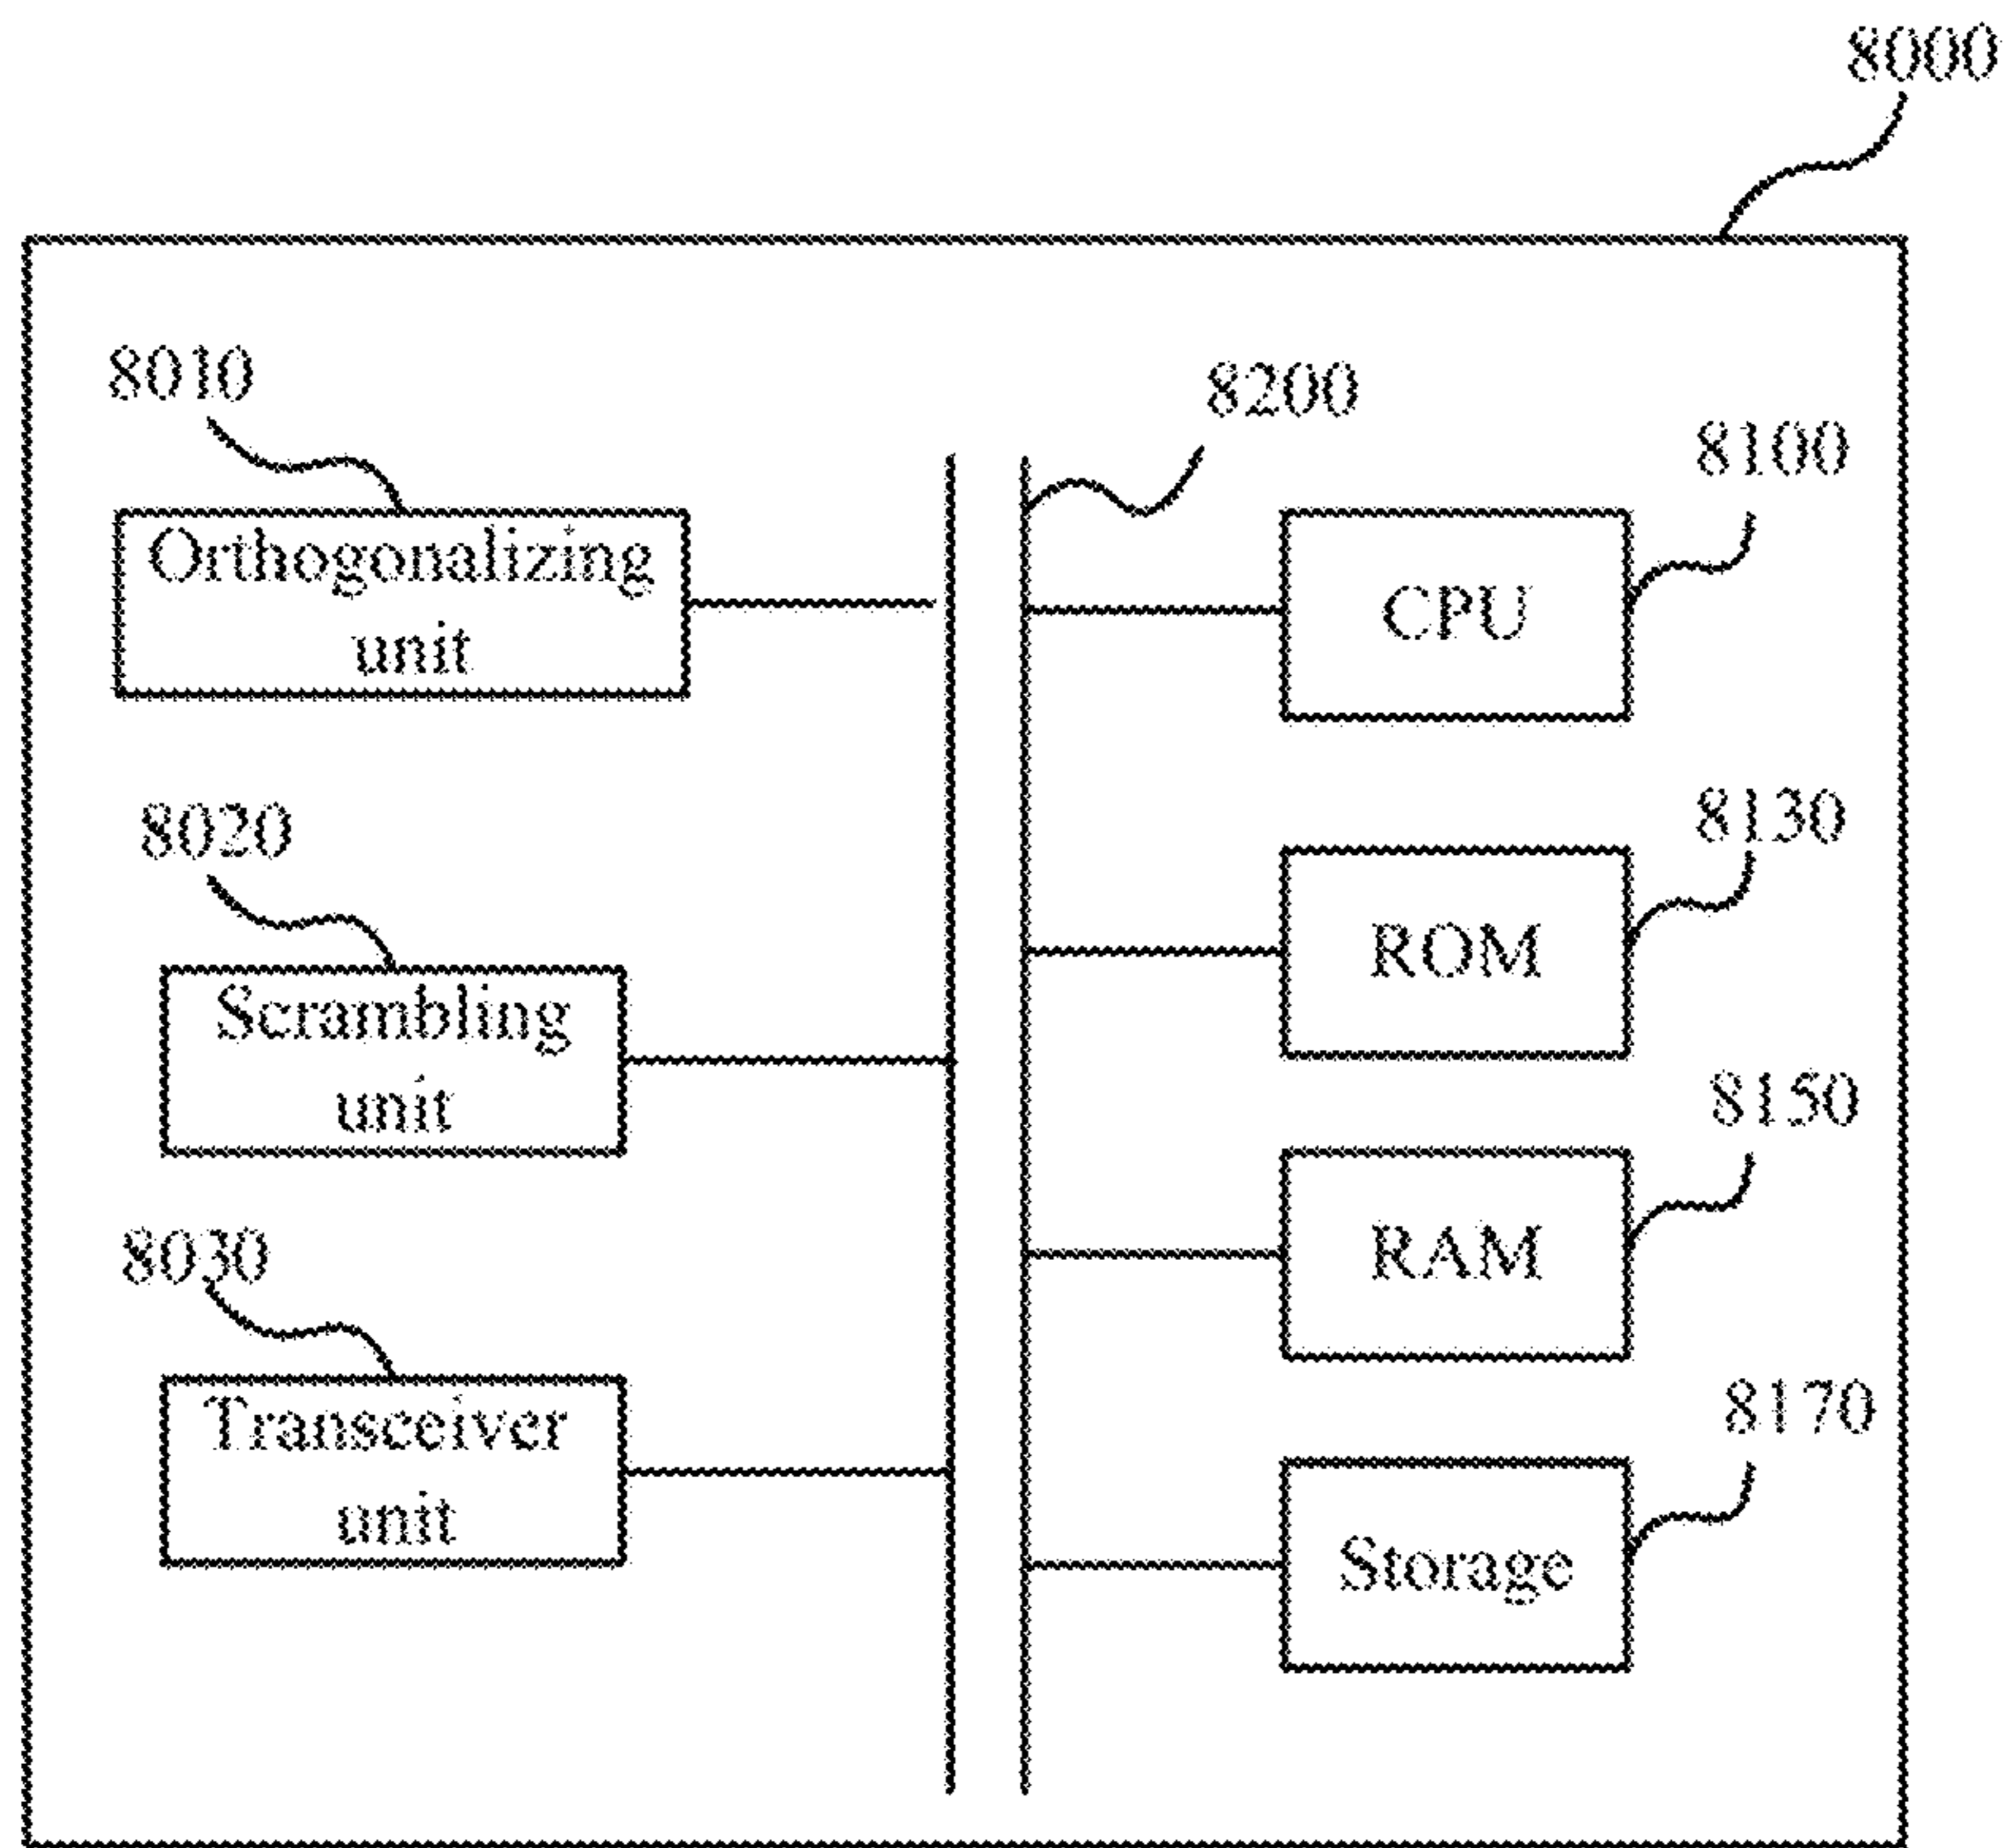 8000
8010
Orthogonalizing
unit
8020
Scrambling
unit
8030
Transceiver
unit
8200
8100
CPU
8130
ROM
8150
RAM
8170
Storage